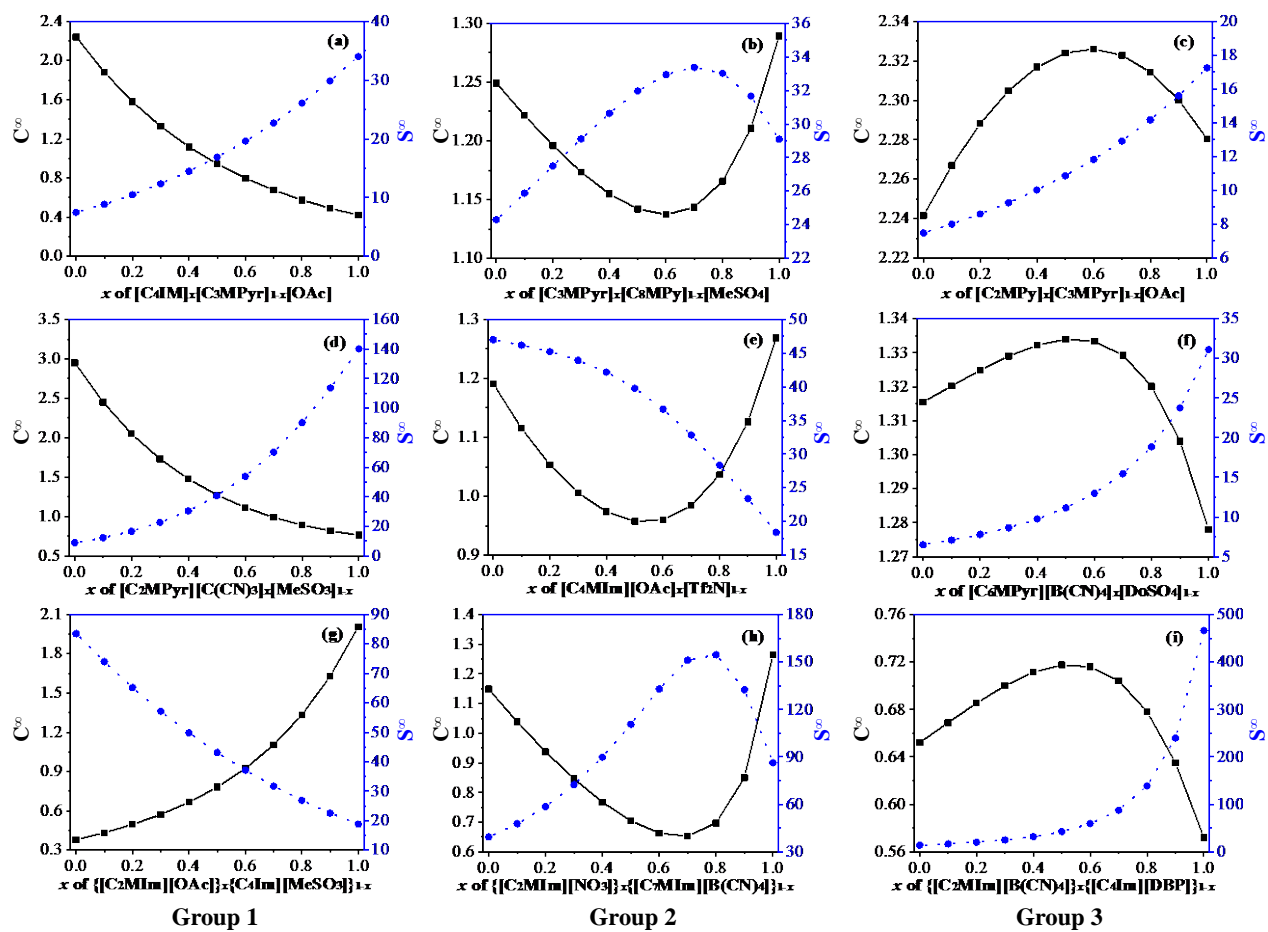 (a)
C∞
2.4
2.0
1.6
1.2
0.8
0.4
0.0
S∞
40
30
20
10
0
0.0 0.2 0.4 0.6 0.8 1.0
x of [C4IM]x[C3MPyr]1-x[OAc]
(b)
C∞
1.30
1.25
1.20
1.15
1.10
S∞
36
34
32
30
28
26
24
22
0.0 0.2 0.4 0.6 0.8 1.0
x of [C3MPyr]x[C8MPy]1-x[MeSO4]
(c)
C∞
2.34
2.32
2.30
2.28
2.26
2.24
2.22
S∞
20
18
16
14
12
10
8
6
0.0 0.2 0.4 0.6 0.8 1.0
x of [C2MPy]x[C3MPyr]1-x[OAc]
(d)
C∞
3.5
3.0
2.5
2.0
1.5
1.0
0.5
S∞
160
140
120
100
80
60
40
20
0
0.0 0.2 0.4 0.6 0.8 1.0
x of [C2MPyr][C(CN)3]x[MeSO3]1-x
(e)
C∞
1.3
1.2
1.1
1.0
0.9
S∞
50
45
40
35
30
25
20
15
0.0 0.2 0.4 0.6 0.8 1.0
x of [C4MIm][OAc]x[Tf2N]1-x
(f)
C∞
1.34
1.33
1.32
1.31
1.30
1.29
1.28
1.27
S∞
35
30
25
20
15
10
5
0.0 0.2 0.4 0.6 0.8 1.0
x of [C6MPyr][B(CN)4]x[DoSO4]1-x
(g)
C∞
2.1
1.8
1.5
1.2
0.9
0.6
0.3
S∞
90
80
70
60
50
40
30
20
10
0.0 0.2 0.4 0.6 0.8 1.0
x of {[C2MIm][OAc]}x{[C4Im][MeSO3]}1-x
(h)
C∞
1.4
1.3
1.2
1.1
1.0
0.9
0.8
0.7
0.6
S∞
180
150
120
90
60
30
0.0 0.2 0.4 0.6 0.8 1.0
x of {[C2MIm][NO3]}x{[C7MIm][B(CN)4]}1-x
(i)
C∞
0.76
0.72
0.68
0.64
0.60
0.56
S∞
500
400
300
200
100
0
0.0 0.2 0.4 0.6 0.8 1.0
x of {[C2MIm][B(CN)4]}x{[C4Im][DBP]}1-x
Group 1
Group 2
Group 3